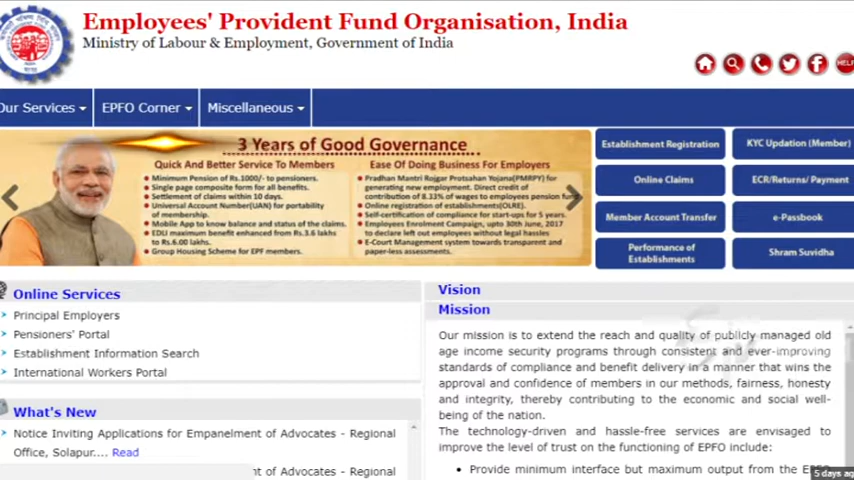 Employees' Provident Fund Organisation, India
Ministry of Labour & Employment, Government of India
HELP
Our Services
EPFO Corner
Miscellaneous
3 Years of Good Governance
Quick And Better Service To Members
Minimum Pension of Rs.1000/- to pensioners.
Single page composite form for all benefits.
Settlement of claims within 10 days.
Universal Account Number(UAN) for portability
of membership.
Mobile App to know balance and status of the claims.
EDLI maximum benefit enhanced from Rs.3.6 lakhs
to Rs.6.00 lakhs.
Group Housing Scheme for EPF members.
Ease Of Doing Business For Employers
Pradhan Mantri Rojgar Protsahan Yojana(PMRPY) for
generating new employment. Direct credit of
contribution of 8.33% of wages to employees pension fund
Online registration of establishments(OLRE).
Self-certification of compliance for start-ups for 5 years.
Employees Enrolment Campaign, upto 30th June, 2017
to declare left out employees without legal hassles
E-Court Management system towards transparent and
paper-less assessments.
Establishment Registration
KYC Updation (Member)
Online Claims
ECR/Returns/ Payment
Member Account Transfer
e-Passbook
Performance of
Establishments
Shram Suvidha
Online Services
Principal Employers
Pensioners' Portal
Establishment Information Search
International Workers Portal
What's New
Notice Inviting Applications for Empanelment of Advocates - Regional
Office, Solapur.... Read
nt of Advocates - Regional
Vision
Mission
Our mission is to extend the reach and quality of publicly managed old
age income security programs through consistent and ever-improving
standards of compliance and benefit delivery in a manner that wins the
approval and confidence of members in our methods, fairness, honesty
and integrity, thereby contributing to the economic and social well-
being of the nation.
The technology-driven and hassle-free services are envisaged to
improve the level of trust on the functioning of EPFO include:
Provide minimum interface but maximum output from the EPFO
5 days ag